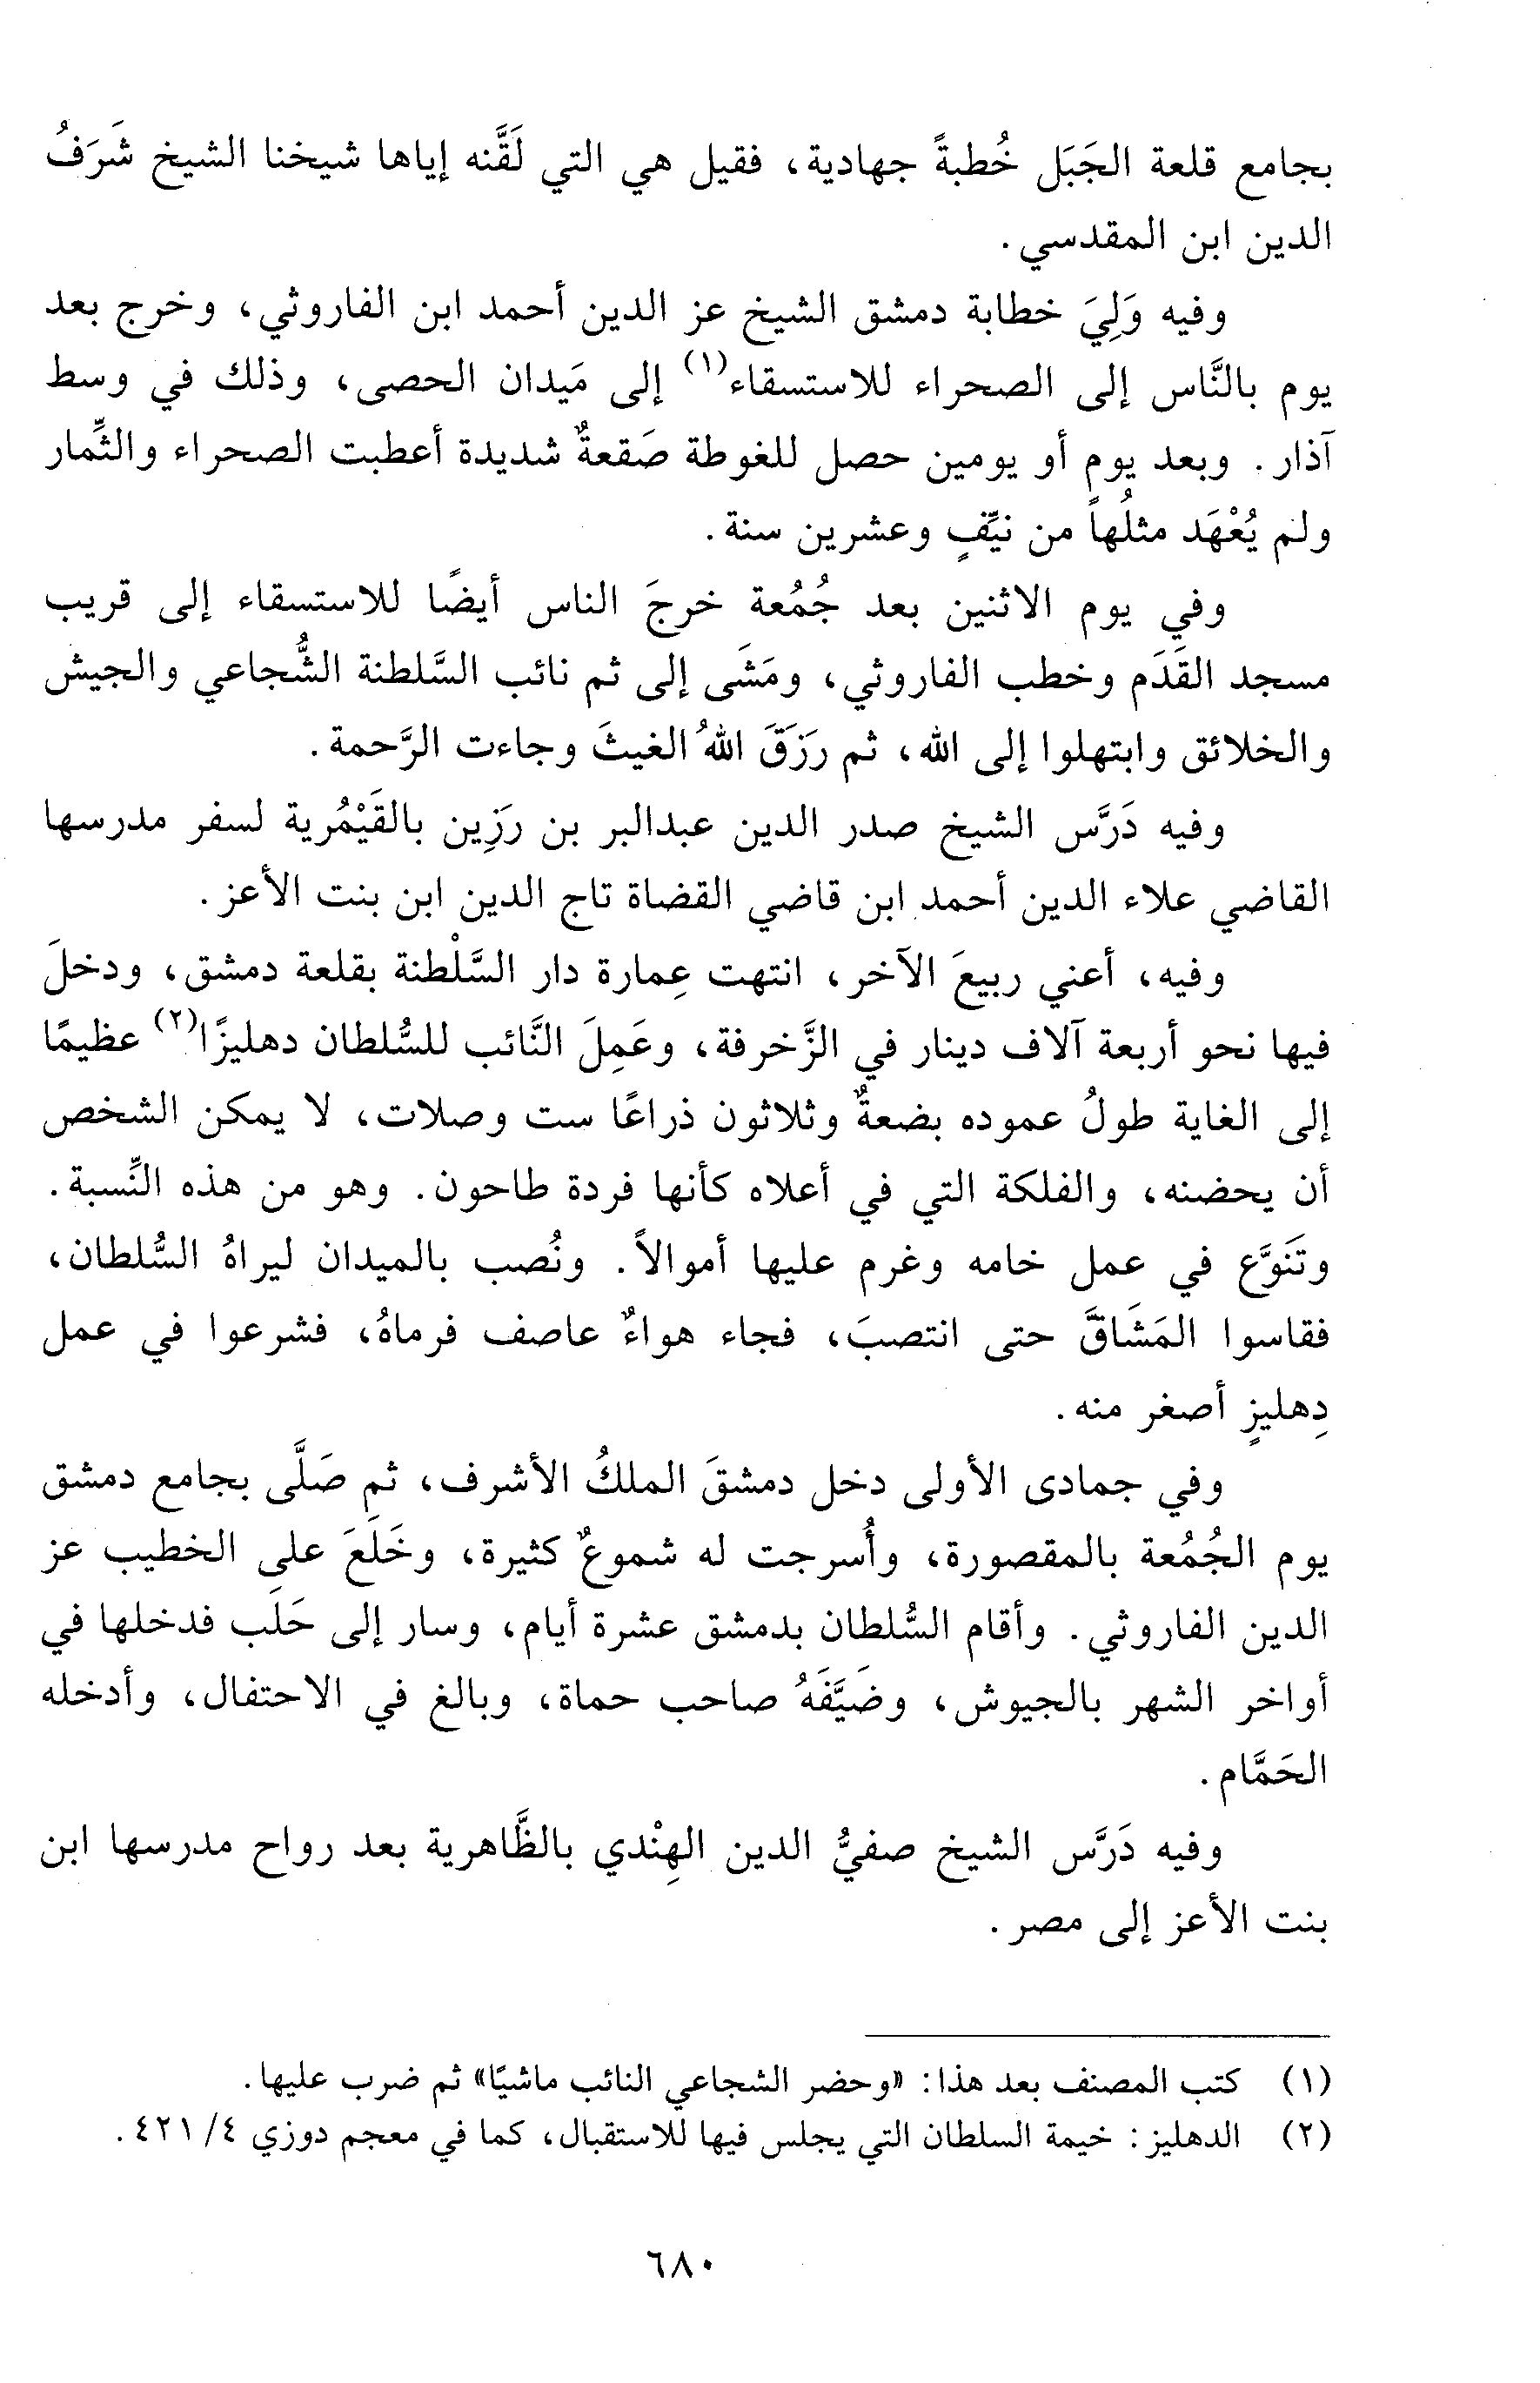 بجامع قلعة الجَبَل خُطبةً جهادية، فقيل هي التي لَقَّنه إياها شيخنا الشيخ شَرَفُ
الدين ابن المقدسي.
وفيه وَلِيَ خطابة دمشق الشيخ عز الدين أحمد ابن الفاروثي، وخرج بعد
يوم بالنَّاس إلى الصحراء للاستسقاء(١) إلى مَيدان الحصى، وذلك في وسط
آذار. وبعد يوم أو يومين حصل للغوطة صَقعةٌ شديدة أعطبت الصحراء والثِّمار
ولم يُعْهَد مثلُهاً من نيِّفٍ وعشرين سنة.
وفي يوم الاثنين بعد جُمُعة خرجَ الناس أيضًا للاستسقاء إلى قريب
مسجد القَدَم وخطب الفاروثي، ومَشَى إلى ثم نائب السَّلطنة الشُّجاعي والجيش
والخلائق وابتهلوا إلى الله، ثم رَزَقَ اللهُ الغيثَ وجاءت الرَّحمة.
وفيه دَرَّس الشيخ صدر الدين عبدالبر بن رَزِين بالقَيْمُرية لسفر مدرسها
القاضي علاء الدين أحمد ابن قاضي القضاة تاج الدين ابن بنت الأعز.
وفيه، أعني ربيعَ الآخر، انتهت عِمارة دار السَّلْطنة بقلعة دمشق، ودخلَ
فيها نحو أربعة آلاف دينار في الزَّخرفة، وعَمِلَ النَّائب للسُّلطان دهليزًا(٢) عظيمًا
إلى الغاية طولُ عموده بضعةٌ وثلاثون ذراعًا ست وصلات، لا يمكن الشخص
أن يحضنه، والفلكة التي في أعلاه كأنها فردة طاحون. وهو من هذه النِّسبة.
وتَنَوَّع في عمل خامه وغرم عليها أموالاً. ونُصب بالميدان ليراهُ السُّلطان،
فقاسوا المَشَاقَّ حتى انتصبَ، فجاء هواءٌ عاصف فرماهُ، فشرعوا في عمل
دِهليزٍ أصغر منه.
وفي جمادى الأولى دخل دمشقَ الملكُ الأشرف، ثم صَلَّى بجامع دمشق
يوم الجُمُعة بالمقصورة، وأُسرجت له شموعٌ كثيرة، وخَلَعَ على الخطيب عز
الدين الفاروثي. وأقام السُّلطان بدمشق عشرة أيام، وسار إلى حَلَب فدخلها في
أواخر الشهر بالجيوش، وضَيَّفَهُ صاحب حماة، وبالغ في الاحتفال، وأدخله
الحَمَّام.
وفيه دَرَّس الشيخ صفيُّ الدين الهِنْدي بالظَّاهرية بعد رواح مدرسها ابن
بنت الأعز إلى مصر.
(١) كتب المصنف بعد هذا: «وحضر الشجاعي النائب ماشيًا» ثم ضرب عليها.
(٢) الدهليز: خيمة السلطان التي يجلس فيها للاستقبال، كما في معجم دوزي ٤/ ٤٢١.
٦٨٠